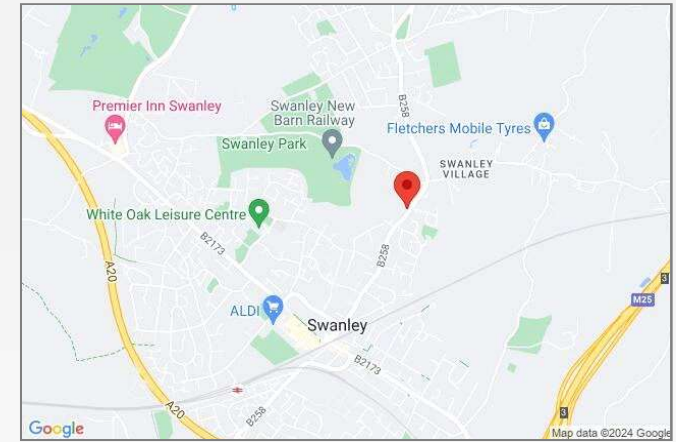 B258
Premier Inn Swanley
Swanley New
Barn Railway
Fletchers Mobile Tyres
Swanley Park
SWANLEY
VILLAGE
White Oak Leisure Centre
B2173
B258
A20
3
M25
ALDI
Swanley
B2173
A20
B258
3
Google
Map data ©2024 Google